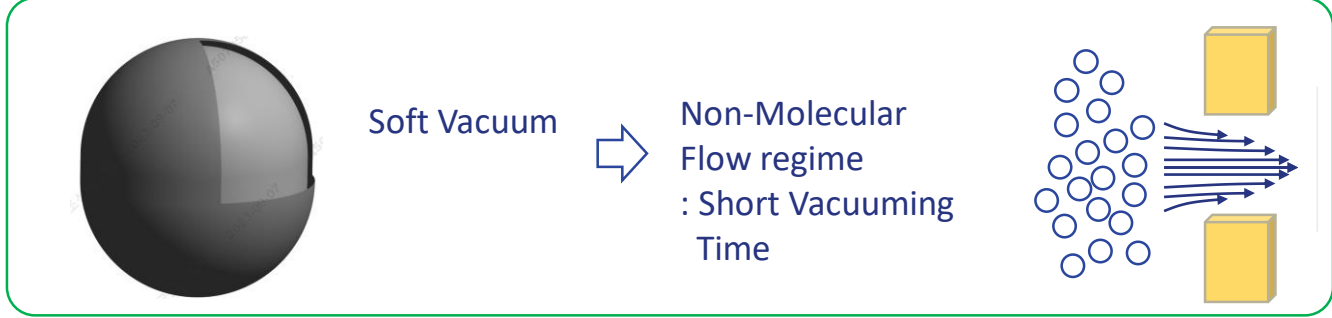 Soft Vacuum
Non-Molecular
Flow regime
: Short Vacuuming
Time